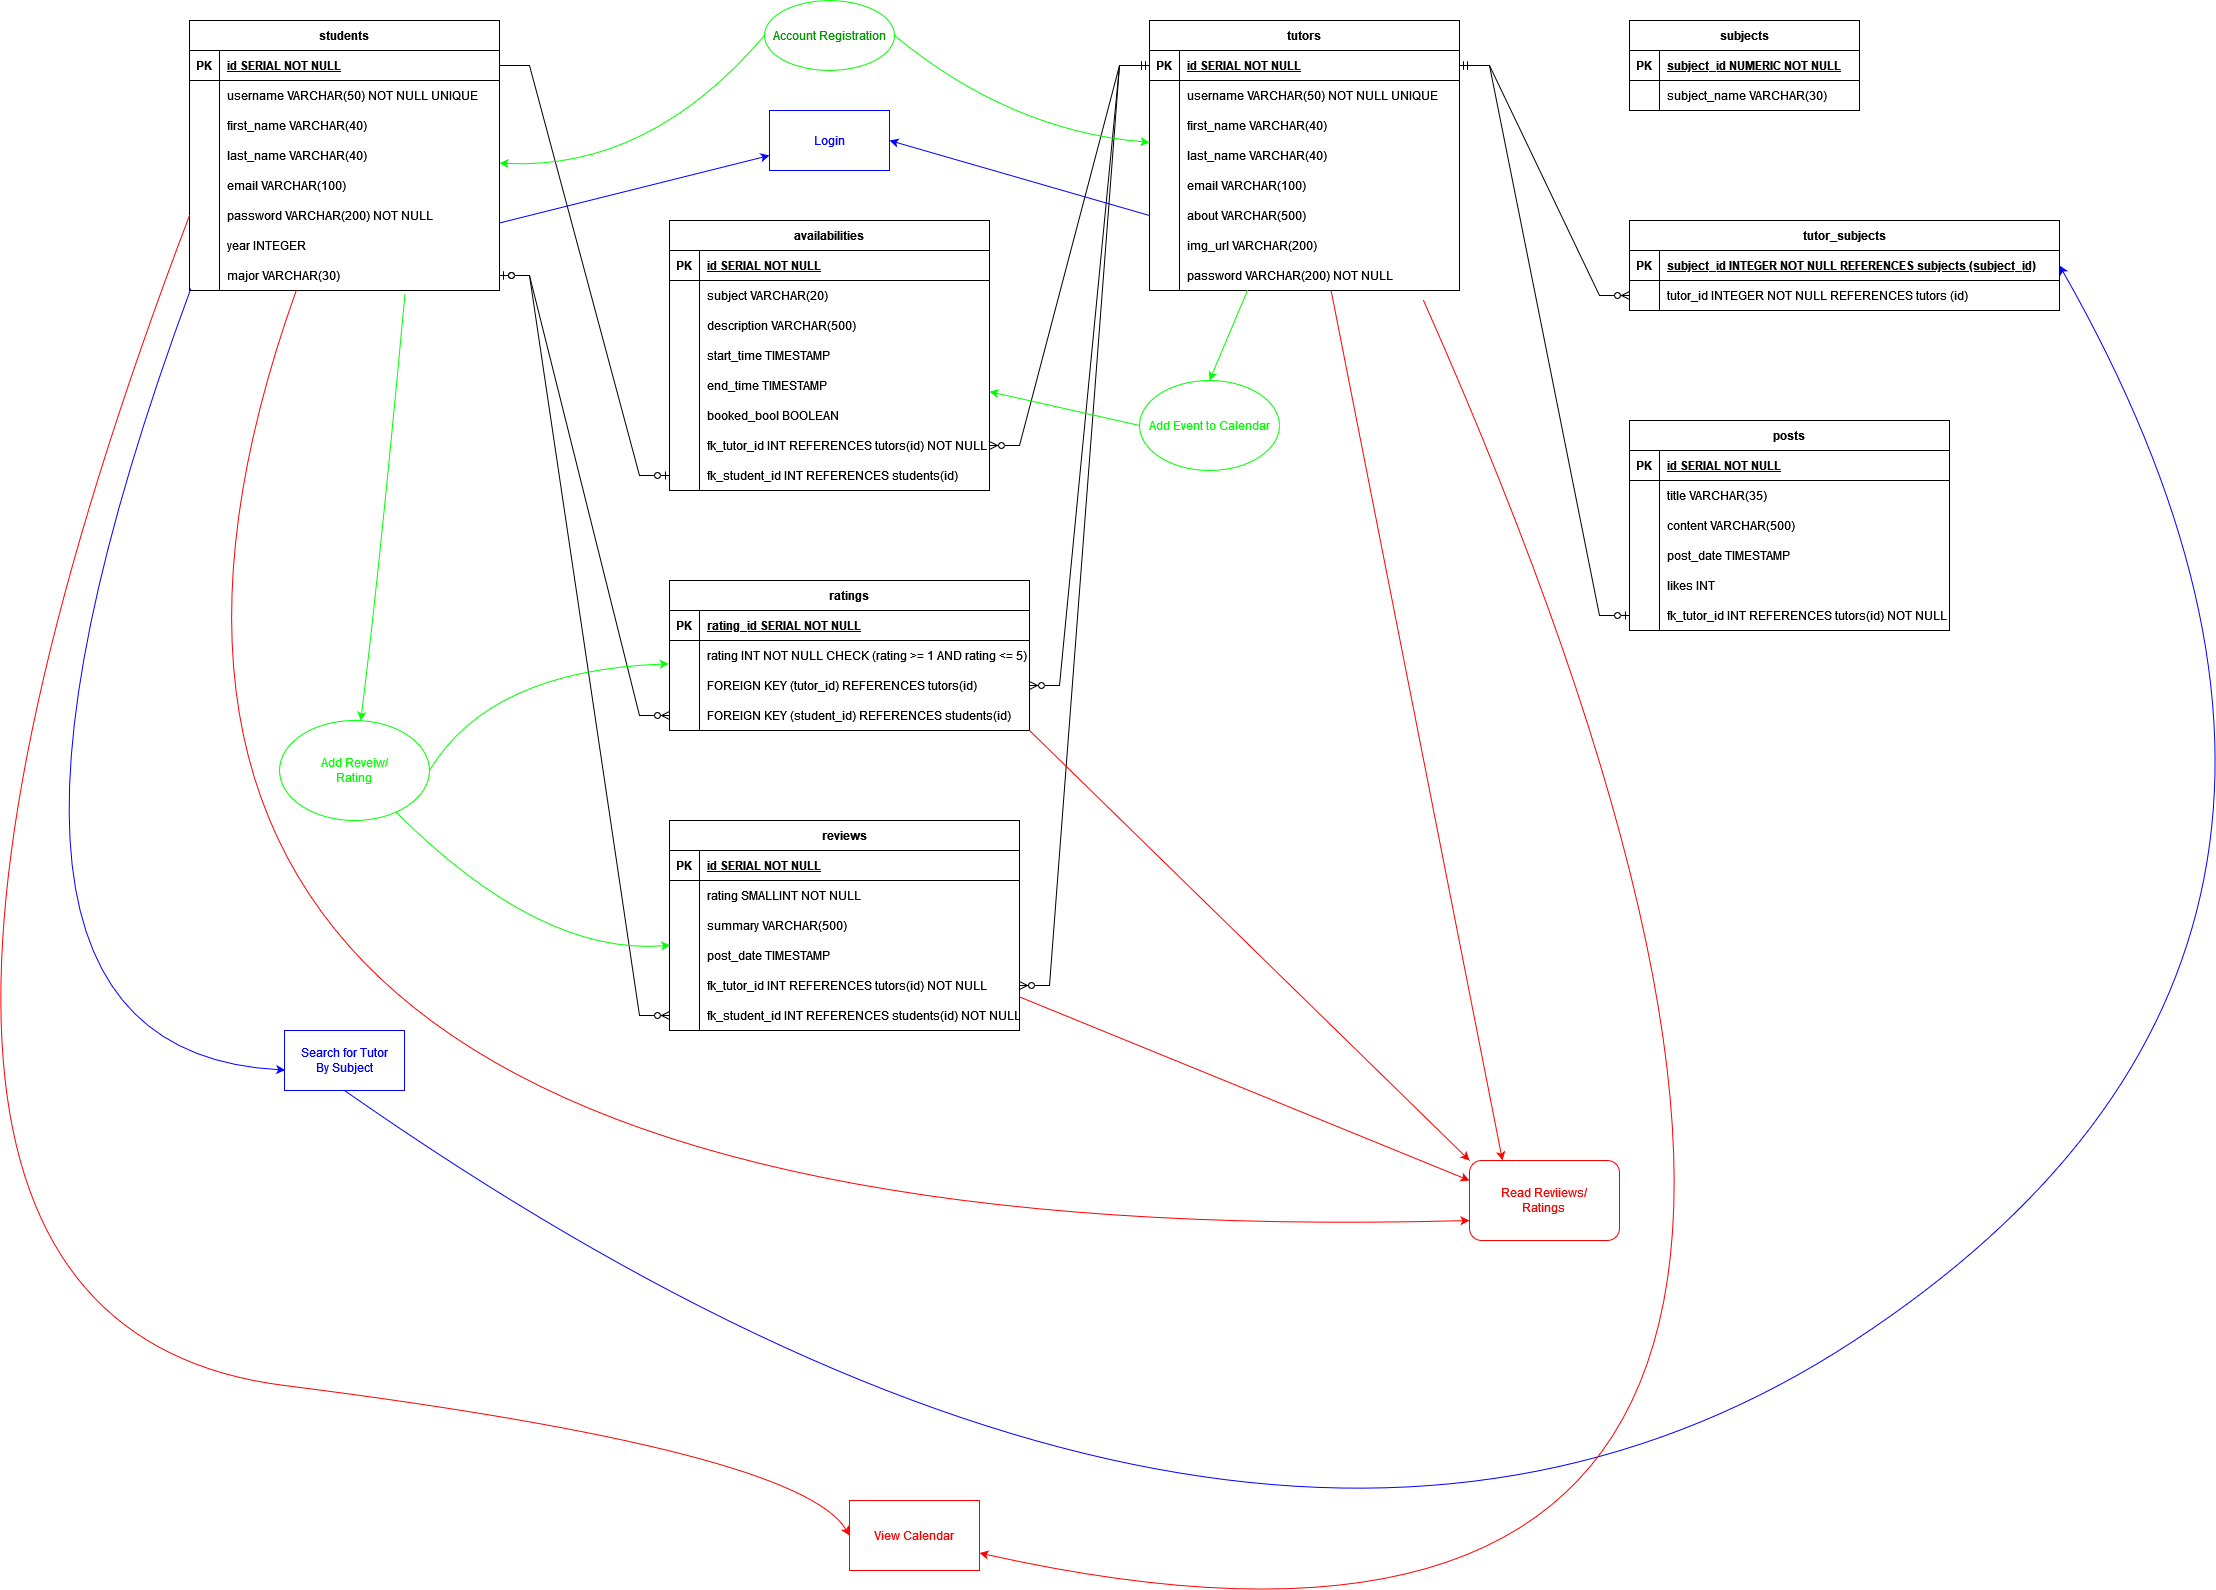 students
PK id SERIAL NOT NULL
username VARCHAR(50) NOT NULL UNIQUE
first_name VARCHAR(40)
last_name VARCHAR(40)
email VARCHAR(100)
password VARCHAR(200) NOT NULL
year INTEGER
major VARCHAR(30)
Account Registration
Login
tutors
PK id SERIAL NOT NULL
username VARCHAR(50) NOT NULL UNIQUE
first_name VARCHAR(40)
last_name VARCHAR(40)
email VARCHAR(100)
about VARCHAR(500)
img_url VARCHAR(200)
password VARCHAR(200) NOT NULL
subjects
PK subject_id NUMERIC NOT NULL
subject_name VARCHAR(30)
availabilities
PK id SERIAL NOT NULL
subject VARCHAR(20)
description VARCHAR(500)
start_time TIMESTAMP
end_time TIMESTAMP
booked_bool BOOLEAN
fk_tutor_id INT REFERENCES tutors(id) NOT NULL
fk_student_id INT REFERENCES students(id)
tutor_subjects
PK subject_id INTEGER NOT NULL REFERENCES subjects (subject_id)
tutor_id INTEGER NOT NULL REFERENCES tutors (id)
Add Event to Calendar
posts
PK id SERIAL NOT NULL
title VARCHAR(35)
content VARCHAR(500)
post_date TIMESTAMP
likes INT
fk_tutor_id INT REFERENCES tutors(id) NOT NULL
ratings
PK rating_id SERIAL NOT NULL
rating INT NOT NULL CHECK (rating >= 1 AND rating <= 5)
FOREIGN KEY (tutor_id) REFERENCES tutors(id)
FOREIGN KEY (student_id) REFERENCES students(id)
Add Reveiw/
Rating
reviews
PK id SERIAL NOT NULL
rating SMALLINT NOT NULL
summary VARCHAR(500)
post_date TIMESTAMP
fk_tutor_id INT REFERENCES tutors(id) NOT NULL
fk_student_id INT REFERENCES students(id) NOT NULL
Search for Tutor
By Subject
Read Reviiews/
Ratings
View Calendar